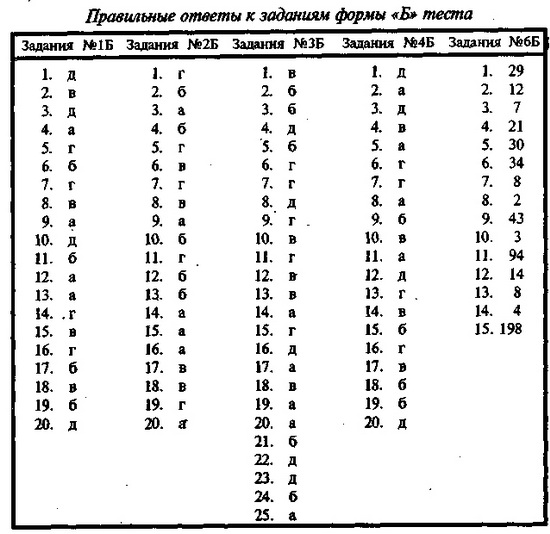 Правильные ответы к заданиям формы «Б» теста
Задания №1Б Задания №2Б Задания №3Б Задания №4Б Задания №6Б
1. д 1. г 1. в 1. д 1. 29
2. в 2. б 2. б 2. а 2. 12
3. д 3. а 3. б 3. д 3. 7
4. а 4. б 4. д 4. в 4. 21
5. г 5. г 5. б 5. а 5. 30
6. б 6. в 6. г 6. г 6. 34
7. г 7. г 7. г 7. г 7. 8
8. в 8. в 8. д 8. а 8. 2
9. а 9. а 9. г 9. б 9. 43
10. д 10. б 10. в 10. в 10. 3
11. б 11. г 11. г 11. а 11. 94
12. а 12. б 12. в 12. д 12. 14
13. а 13. б 13. в 13. г 13. 8
14. г 14. а 14. а 14. в 14. 4
15. в 15. а 15. г 15. б 15. 198
16. г 16. а 16. д 16. г
17. б 17. в 17. а 17. в
18. в 18. в 18. в 18. б
19. б 19. г 19. а 19. б
20. д 20. а 20. а 20. д
21. б
22. д
23. д
24. б
25. а